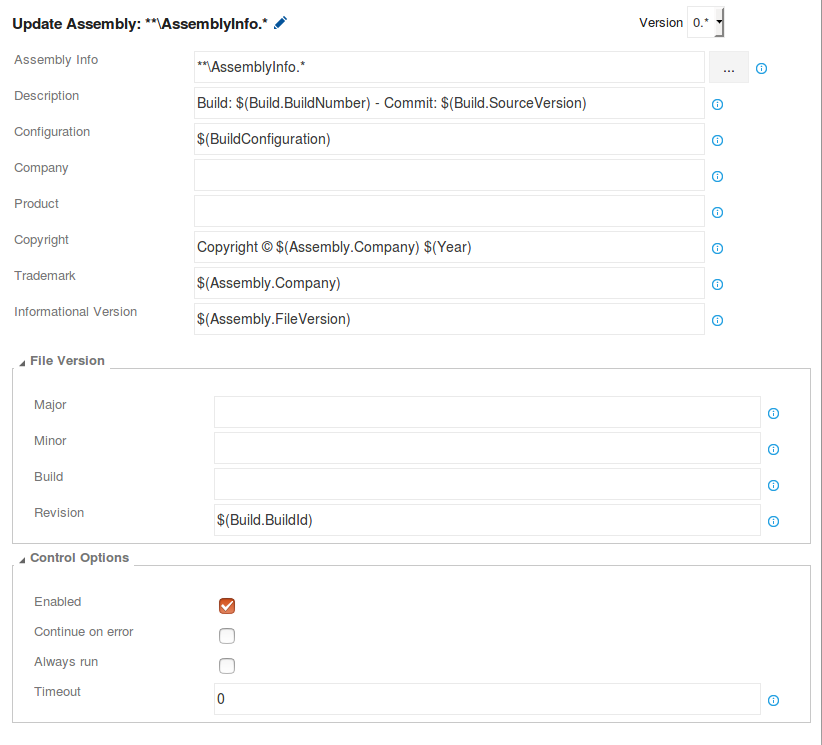 Update Assembly: **\AssemblyInfo.*
Version 0.*
Assembly Info **\AssemblyInfo.* ...
Description Build: $(Build.BuildNumber) - Commit: $(Build.SourceVersion)
Configuration $(BuildConfiguration)
Company
Product
Copyright Copyright © $(Assembly.Company) $(Year)
Trademark $(Assembly.Company)
Informational Version $(Assembly.FileVersion)
File Version
Major
Minor
Build
Revision $(Build.BuildId)
Control Options
Enabled
Continue on error
Always run
Timeout 0